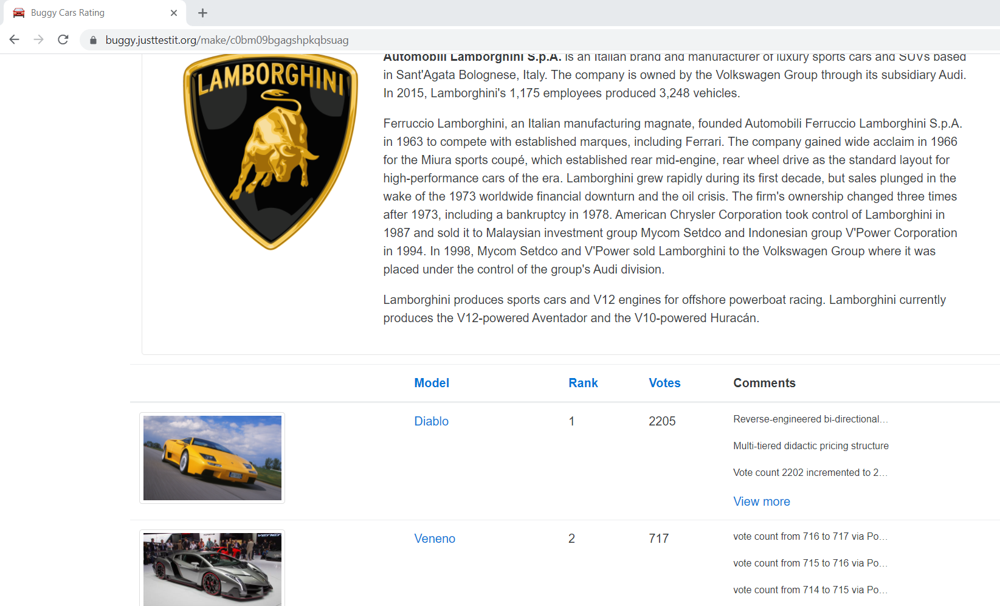 Buggy Cars Rating
buggy.justtestit.org/make/c0bm09bgagshpkqbsuag
LAMBORGHINI
Automobili Lamborghini S.p.A. is an Italian brand and manufacturer of luxury sports cars and SUVs based
in Sant'Agata Bolognese, Italy. The company is owned by the Volkswagen Group through its subsidiary Audi.
In 2015, Lamborghini's 1,175 employees produced 3,248 vehicles.
Ferruccio Lamborghini, an Italian manufacturing magnate, founded Automobili Ferruccio Lamborghini S.p.A.
in 1963 to compete with established marques, including Ferrari. The company gained wide acclaim in 1966
for the Miura sports coupé, which established rear mid-engine, rear wheel drive as the standard layout for
high-performance cars of the era. Lamborghini grew rapidly during its first decade, but sales plunged in the
wake of the 1973 worldwide financial downturn and the oil crisis. The firm's ownership changed three times
after 1973, including a bankruptcy in 1978. American Chrysler Corporation took control of Lamborghini in
1987 and sold it to Malaysian investment group Mycom Setdco and Indonesian group V'Power Corporation
in 1994. In 1998, Mycom Setdco and V'Power sold Lamborghini to the Volkswagen Group where it was
placed under the control of the group's Audi division.
Lamborghini produces sports cars and V12 engines for offshore powerboat racing. Lamborghini currently
produces the V12-powered Aventador and the V10-powered Huracán.
Model Rank Votes Comments
Diablo 1 2205 Reverse-engineered bi-directional...
Multi-tiered didactic pricing structure
Vote count 2202 incremented to 2...
View more
Veneno 2 717 vote count from 716 to 717 via Po...
vote count from 715 to 716 via Po...
vote count from 714 to 715 via Po...